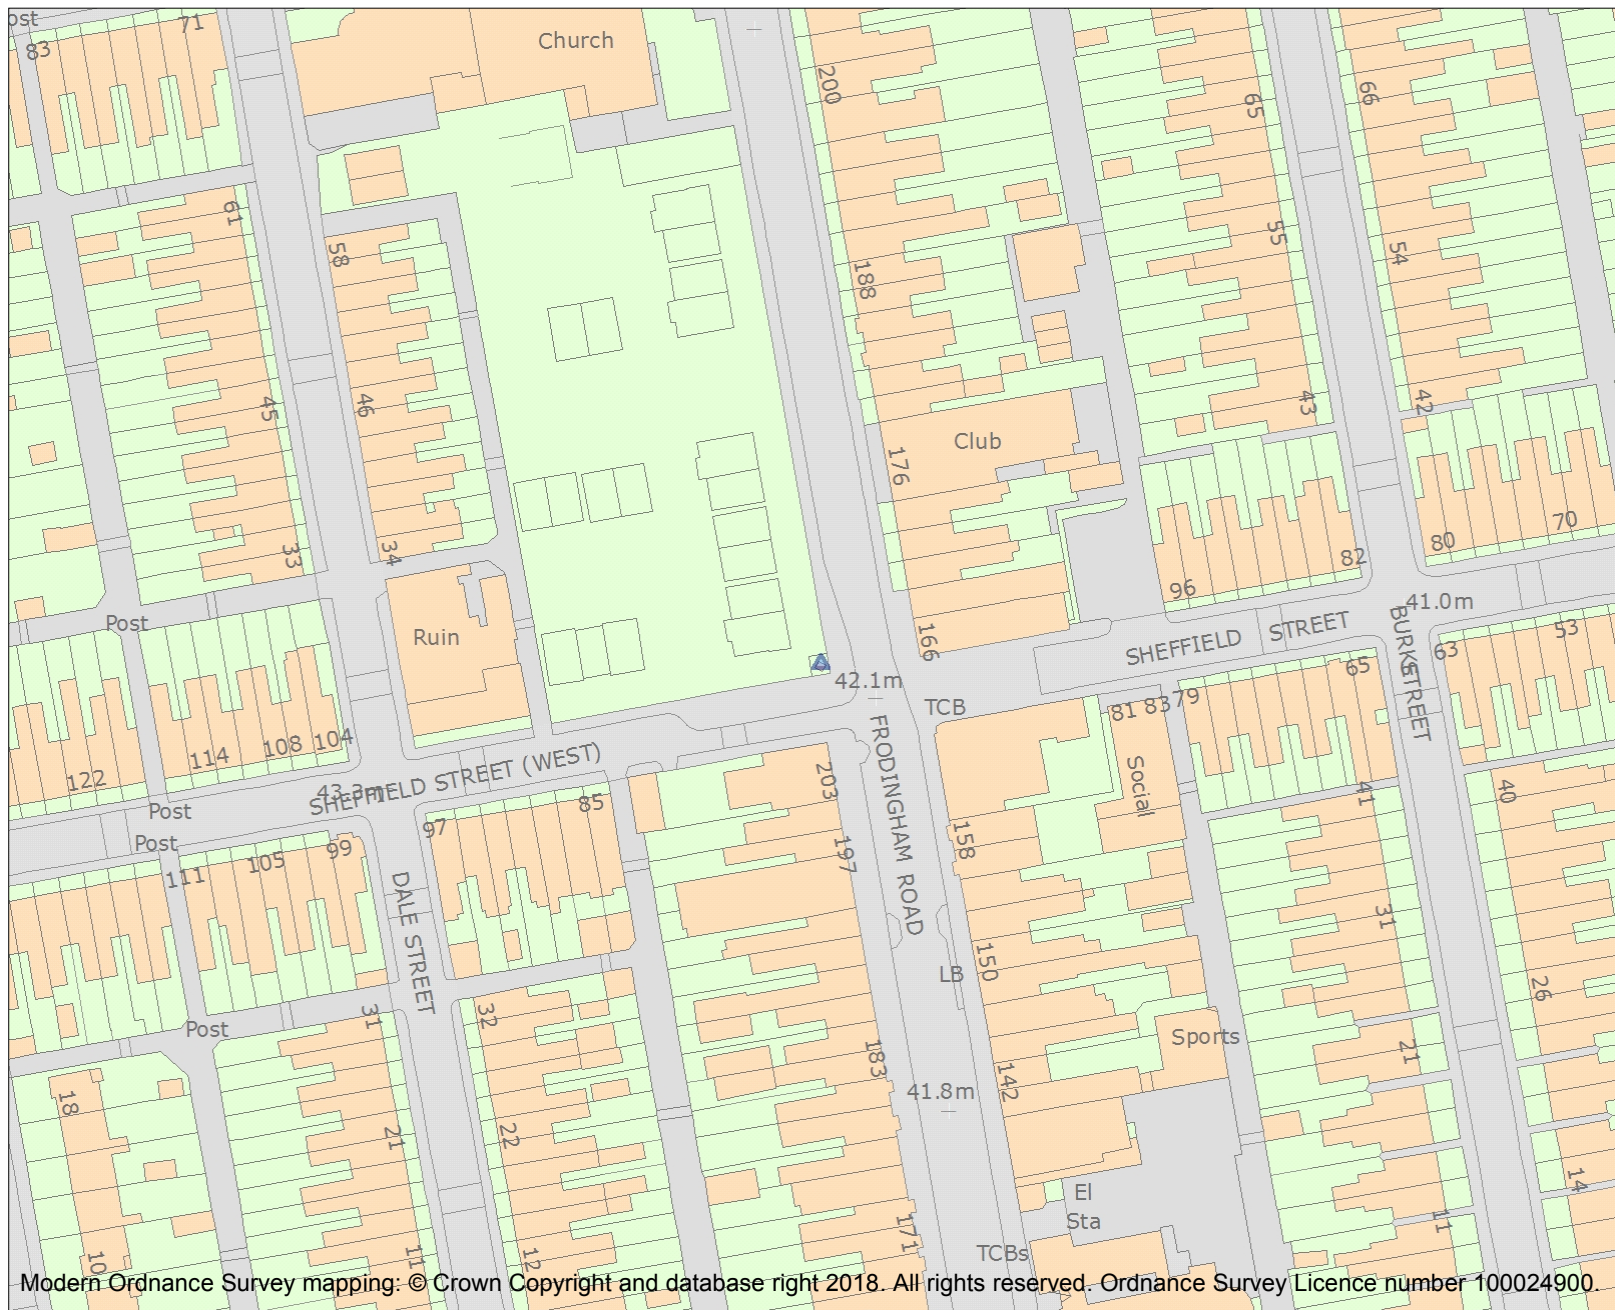 ost
83
71
Church
200
65
66
61
58
55
54
188
45
46
43
42
Club
176
33
34
70
80
82
96
Post
Ruin
166
SHEFFIELD STREET
41.0m
BURKE STREET
53
63
65
42.1m
TCB
81 83
79
122
114
108
104
SHEFFIELD STREET (WEST)
43.3m
203
Social
41
40
Post
Post
85
97
FRODINGHAM ROAD
158
197
99
105
111
DALE STREET
31
150
LB
26
31
32
Post
Sports
183
142
21
41.8m
18
21
22
El
Sta
14
171
11
TCBs
10
11
12
Modern Ordnance Survey mapping: © Crown Copyright and database right 2018. All rights reserved. Ordnance Survey Licence number 100024900.